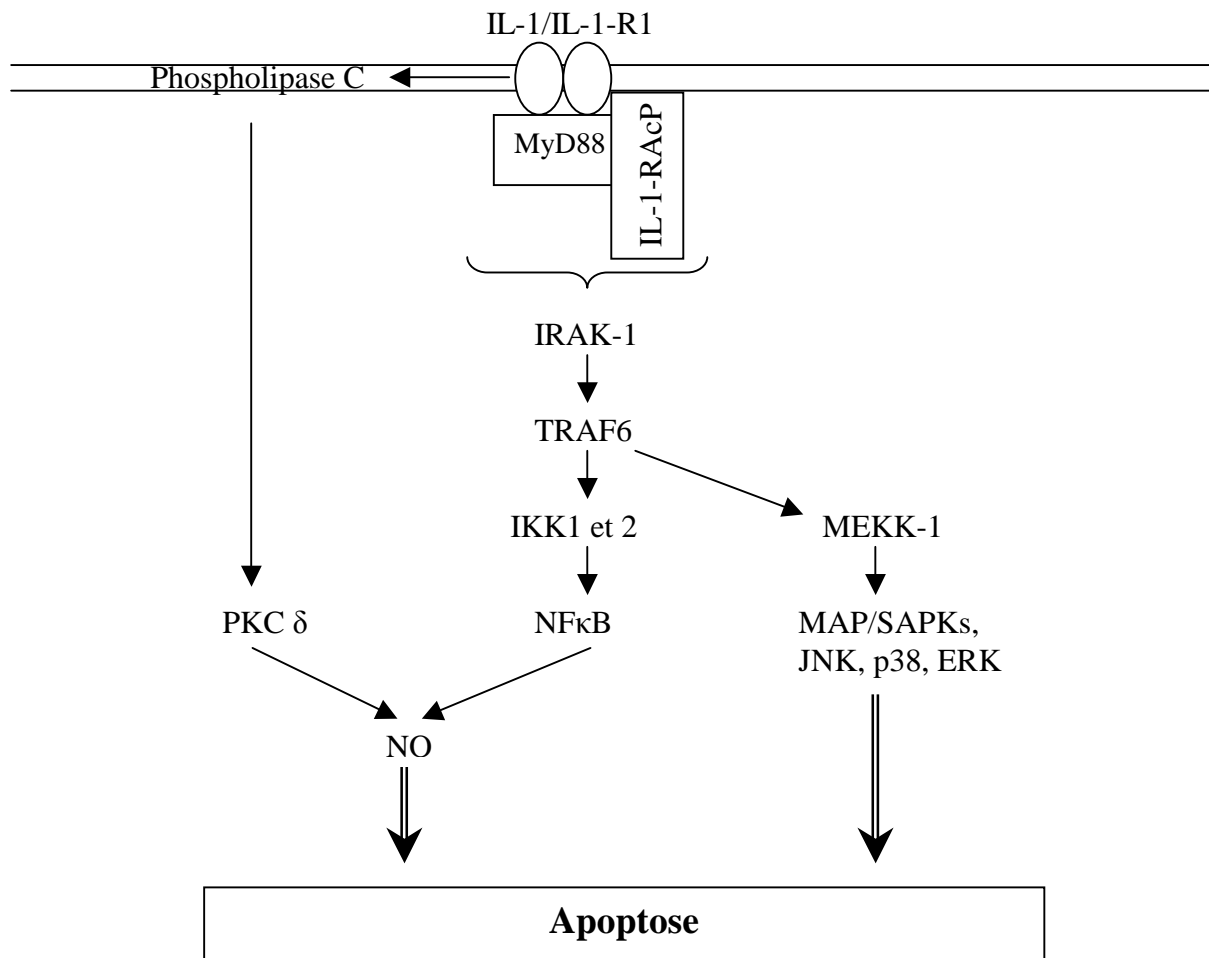 IL-1/IL-1-R1
Phospholipase C
MyD88
IL-1-RAcP
IRAK-1
TRAF6
IKK1 et 2
MEKK-1
PKC δ
NFκB
MAP/SAPKs,
JNK, p38, ERK
NO
Apoptose